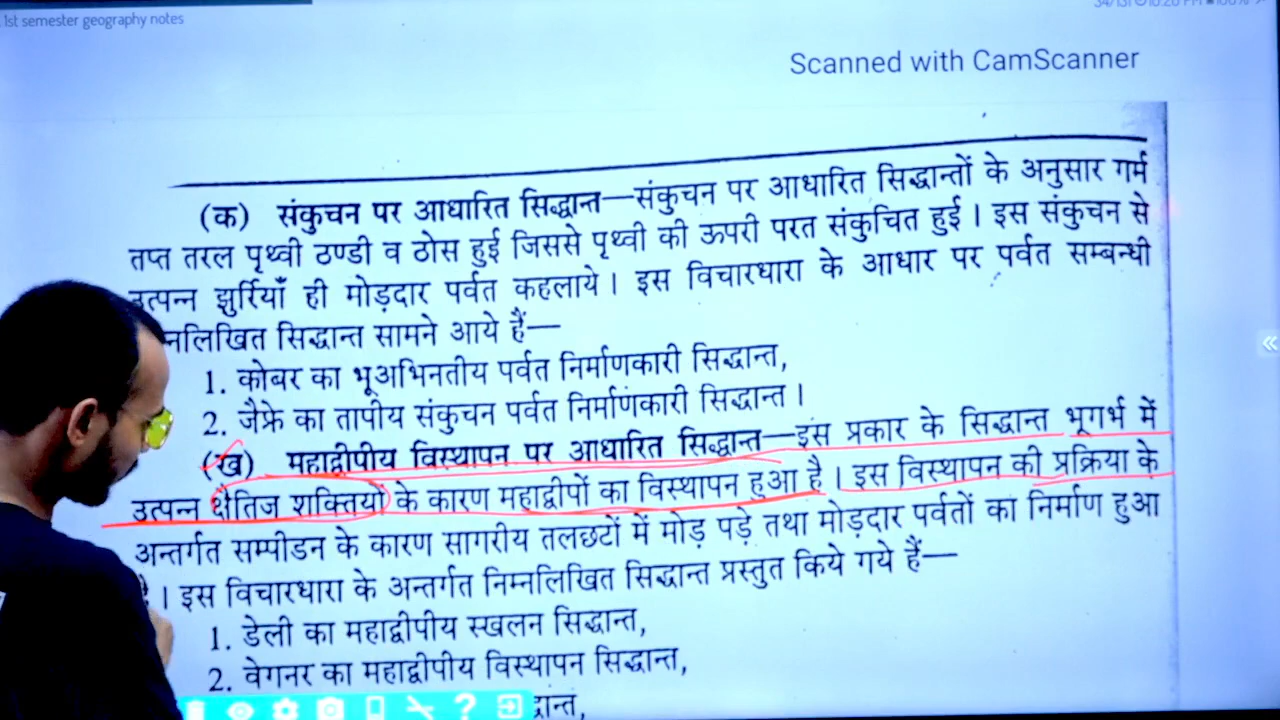 1st semester geography notes
Scanned with CamScanner
(क) संकुचन पर आधारित सिद्धान्त—संकुचन पर आधारित सिद्धान्तों के अनुसार गर्म
तप्त तरल पृथ्वी ठण्डी व ठोस हुई जिससे पृथ्वी की ऊपरी परत संकुचित हुई। इस संकुचन से
उत्पन्न झुर्रियाँ ही मोड़दार पर्वत कहलाये। इस विचारधारा के आधार पर पर्वत सम्बन्धी
नलिखित सिद्धान्त सामने आये हैं—
1. कोबर का भूअभिनतीय पर्वत निर्माणकारी सिद्धान्त,
2. जैफ्रे का तापीय संकुचन पर्वत निर्माणकारी सिद्धान्त।
(ख) महाद्वीपीय विस्थापन पर आधारित सिद्धान्त—इस प्रकार के सिद्धान्त भूगर्भ में
उत्पन्न क्षैतिज शक्तियों के कारण महाद्वीपों का विस्थापन हुआ है। इस विस्थापन की प्रक्रिया के
अन्तर्गत सम्पीडन के कारण सागरीय तलछटों में मोड़ पड़े तथा मोड़दार पर्वतों का निर्माण हुआ
। इस विचारधारा के अन्तर्गत निम्नलिखित सिद्धान्त प्रस्तुत किये गये हैं—
1. डेली का महाद्वीपीय स्खलन सिद्धान्त,
2. वेगनर का महाद्वीपीय विस्थापन सिद्धान्त,